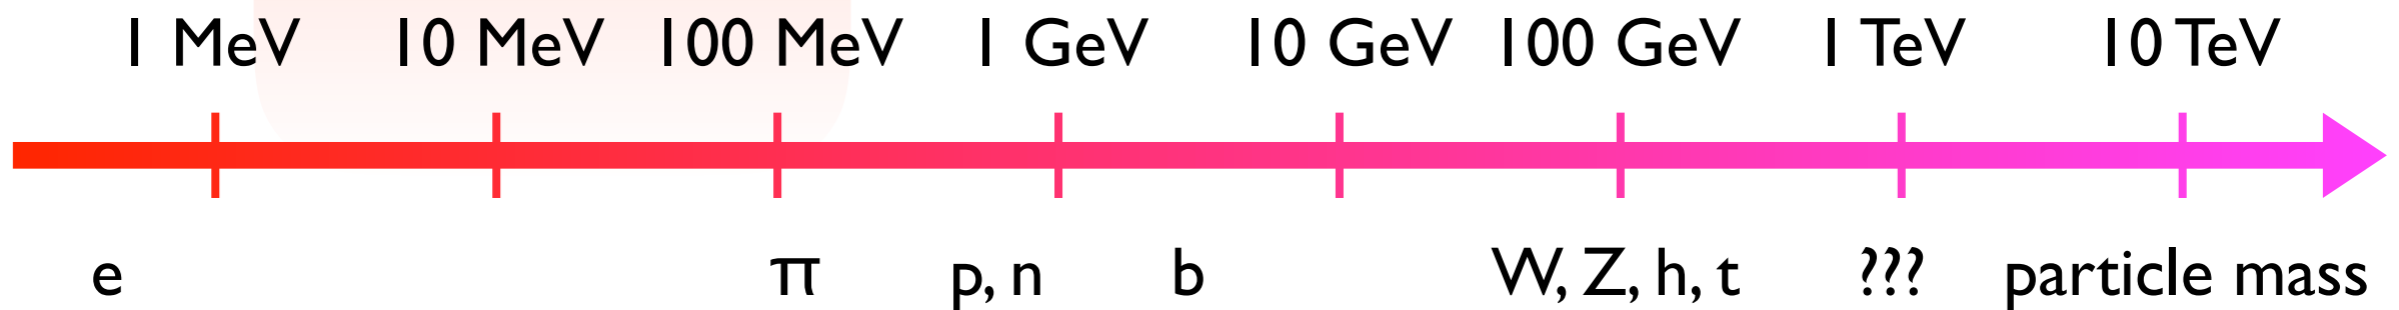 1 MeV 10 MeV 100 MeV 1 GeV 10 GeV 100 GeV 1 TeV 10 TeV
e π p, n b W, Z, h, t ??? particle mass